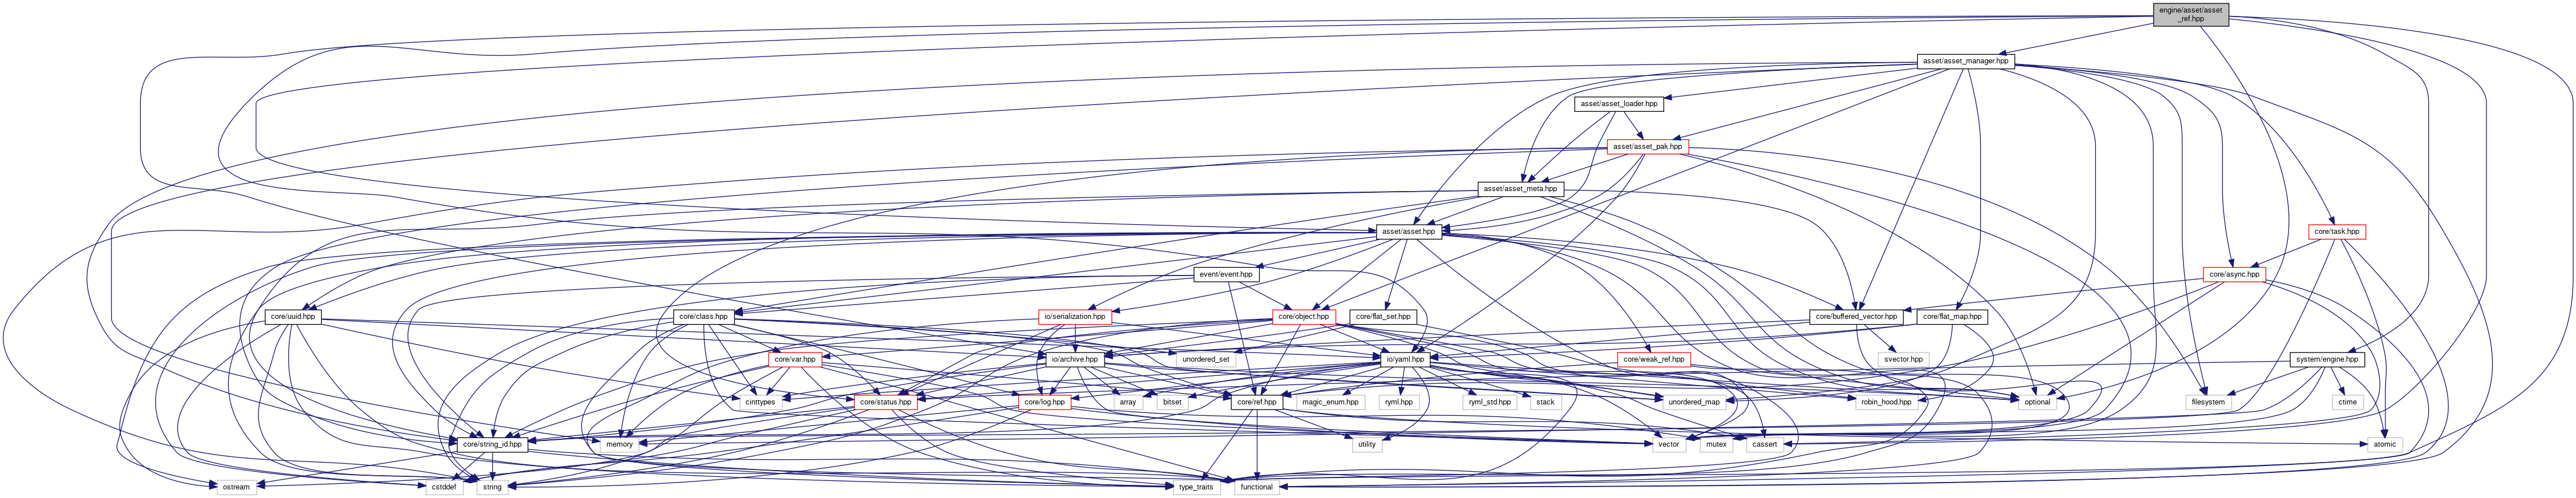 engine/asset/asset
_ref.hpp
asset/asset_manager.hpp
asset/asset_loader.hpp
asset/asset_pak.hpp
asset/asset_meta.hpp
asset/asset.hpp
core/task.hpp
event/event.hpp
core/async.hpp
core/uuid.hpp
core/class.hpp
io/serialization.hpp
core/object.hpp
core/flat_set.hpp
core/buffered_vector.hpp
core/flat_map.hpp
core/var.hpp
unordered_set
io/archive.hpp
io/yaml.hpp
core/weak_ref.hpp
svector.hpp
system/engine.hpp
cinttypes
core/status.hpp
core/log.hpp
array
bitset
core/ref.hpp
magic_enum.hpp
ryml.hpp
ryml_std.hpp
stack
unordered_map
robin_hood.hpp
optional
filesystem
ctime
core/string_id.hpp
memory
utility
vector
mutex
cassert
atomic
ostream
cstddef
string
type_traits
functional